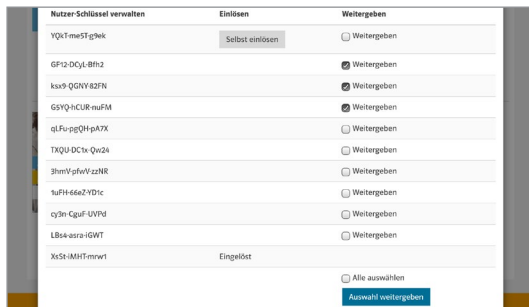 Nutzer-Schlüssel verwalten Einlösen Weitergeben
YQkT-me5T-g9ek Selbst einlösen Weitergeben
GF12-DCyL-Bfh2 Weitergeben
ksx9-QGNY-82FN Weitergeben
G5YQ-hCUR-nuFM Weitergeben
qLFu-pgQH-pA7X Weitergeben
TXQU-DC1x-Qw24 Weitergeben
3hmV-pfwV-zzNR Weitergeben
1uFH-66eZ-YD1c Weitergeben
cy3n-CguF-UVPd Weitergeben
LBs4-asra-iGWT Weitergeben
XsSt-iMHT-mrw1 Eingelöst
Alle auswählen
Auswahl weitergeben